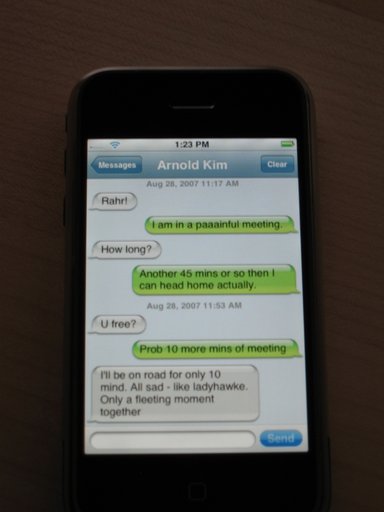 1:23 PM
Messages
Arnold Kim
Clear
Aug 28, 2007 11:17 AM
Rahr!
I am in a paaainful meeting.
How long?
Another 45 mins or so then I
can head home actually.
Aug 28, 2007 11:53 AM
U free?
Prob 10 more mins of meeting
I'll be on road for only 10
mind. All sad - like ladyhawke.
Only a fleeting moment
together
Send